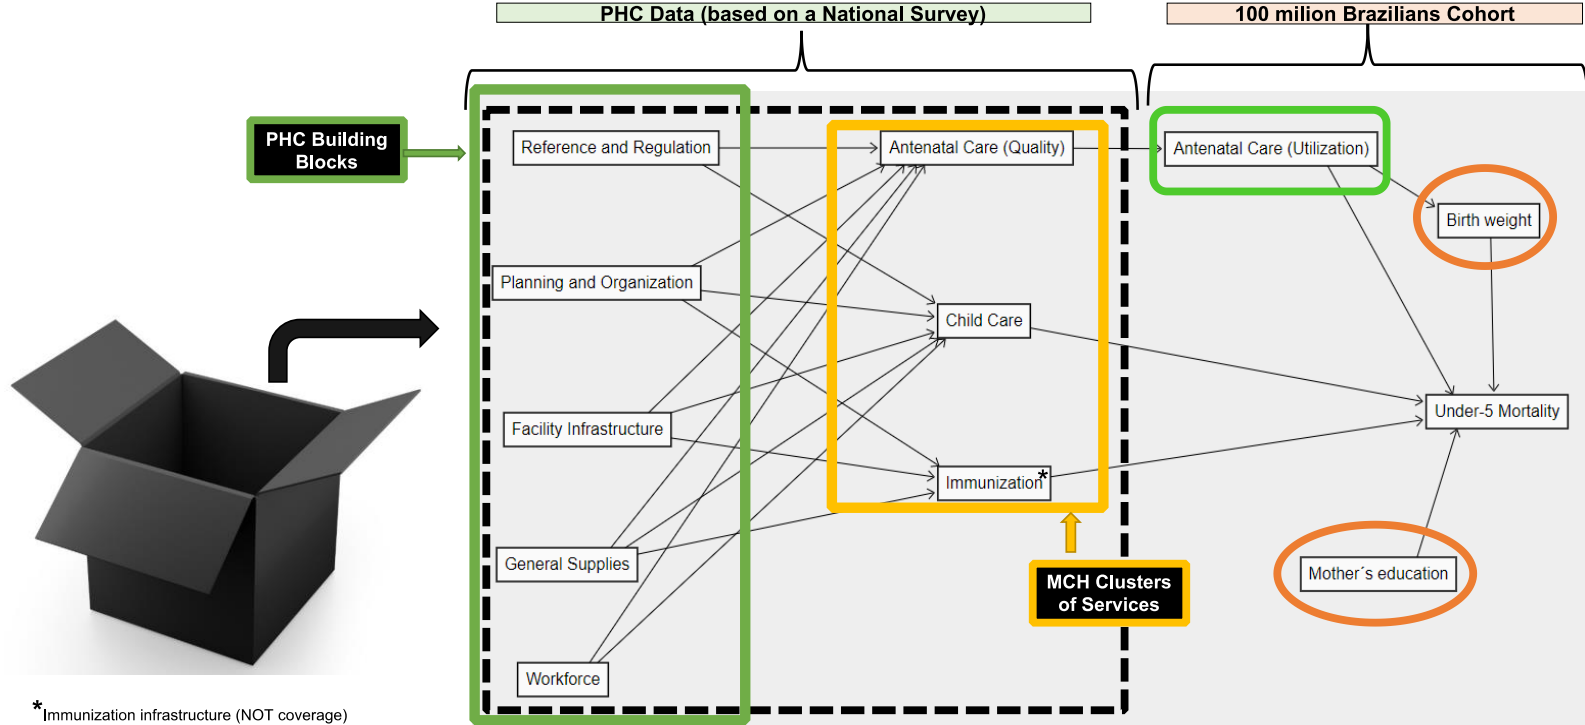 PHC Data (based on a National Survey)
100 milion Brazilians Cohort
PHC Building
Blocks
Reference and Regulation
Antenatal Care (Quality)
Antenatal Care (Utilization)
Birth weight
Planning and Organization
Child Care
Under-5 Mortality
Facility Infrastructure
Immunization*
General Supplies
MCH Clusters
of Services
Mother´s education
Workforce
*Immunization infrastructure (NOT coverage)